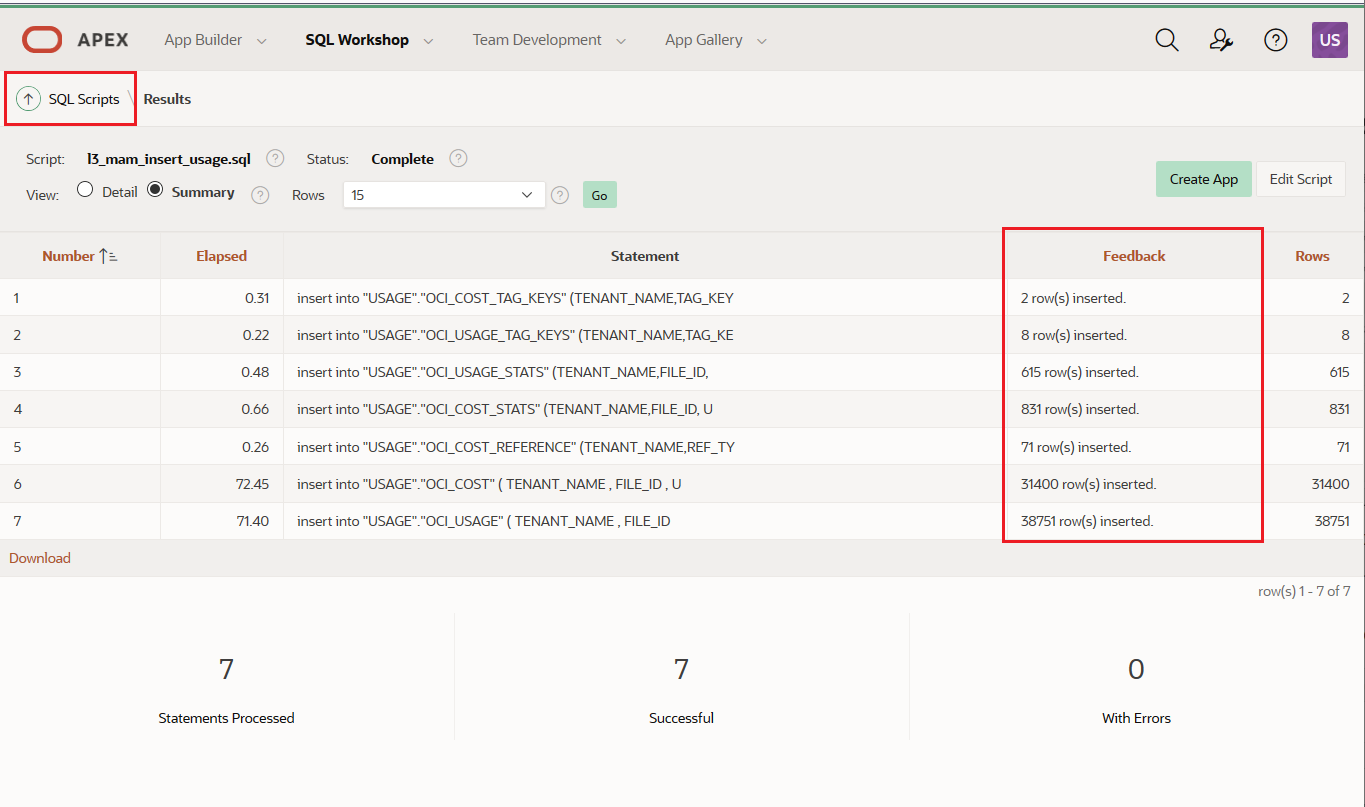 APEX App Builder SQL Workshop Team Development App Gallery ? US
SQL Scripts \ Results
Script: l3_mam_insert_usage.sql ? Status: Complete ?
View: Detail Summary ? Rows 15 ? Go Create App Edit Script
Number Elapsed Statement Feedback Rows
1 0.31 insert into "USAGE"."OCI_COST_TAG_KEYS" (TENANT_NAME,TAG_KEY 2 row(s) inserted. 2
2 0.22 insert into "USAGE"."OCI_USAGE_TAG_KEYS" (TENANT_NAME,TAG_KE 8 row(s) inserted. 8
3 0.48 insert into "USAGE"."OCI_USAGE_STATS" (TENANT_NAME,FILE_ID, 615 row(s) inserted. 615
4 0.66 insert into "USAGE"."OCI_COST_STATS" (TENANT_NAME,FILE_ID, U 831 row(s) inserted. 831
5 0.26 insert into "USAGE"."OCI_COST_REFERENCE" (TENANT_NAME,REF_TY 71 row(s) inserted. 71
6 72.45 insert into "USAGE"."OCI_COST" ( TENANT_NAME , FILE_ID , U 31400 row(s) inserted. 31400
7 71.40 insert into "USAGE"."OCI_USAGE" ( TENANT_NAME , FILE_ID 38751 row(s) inserted. 38751
Download
row(s) 1 - 7 of 7
7 7 0
Statements Processed Successful With Errors